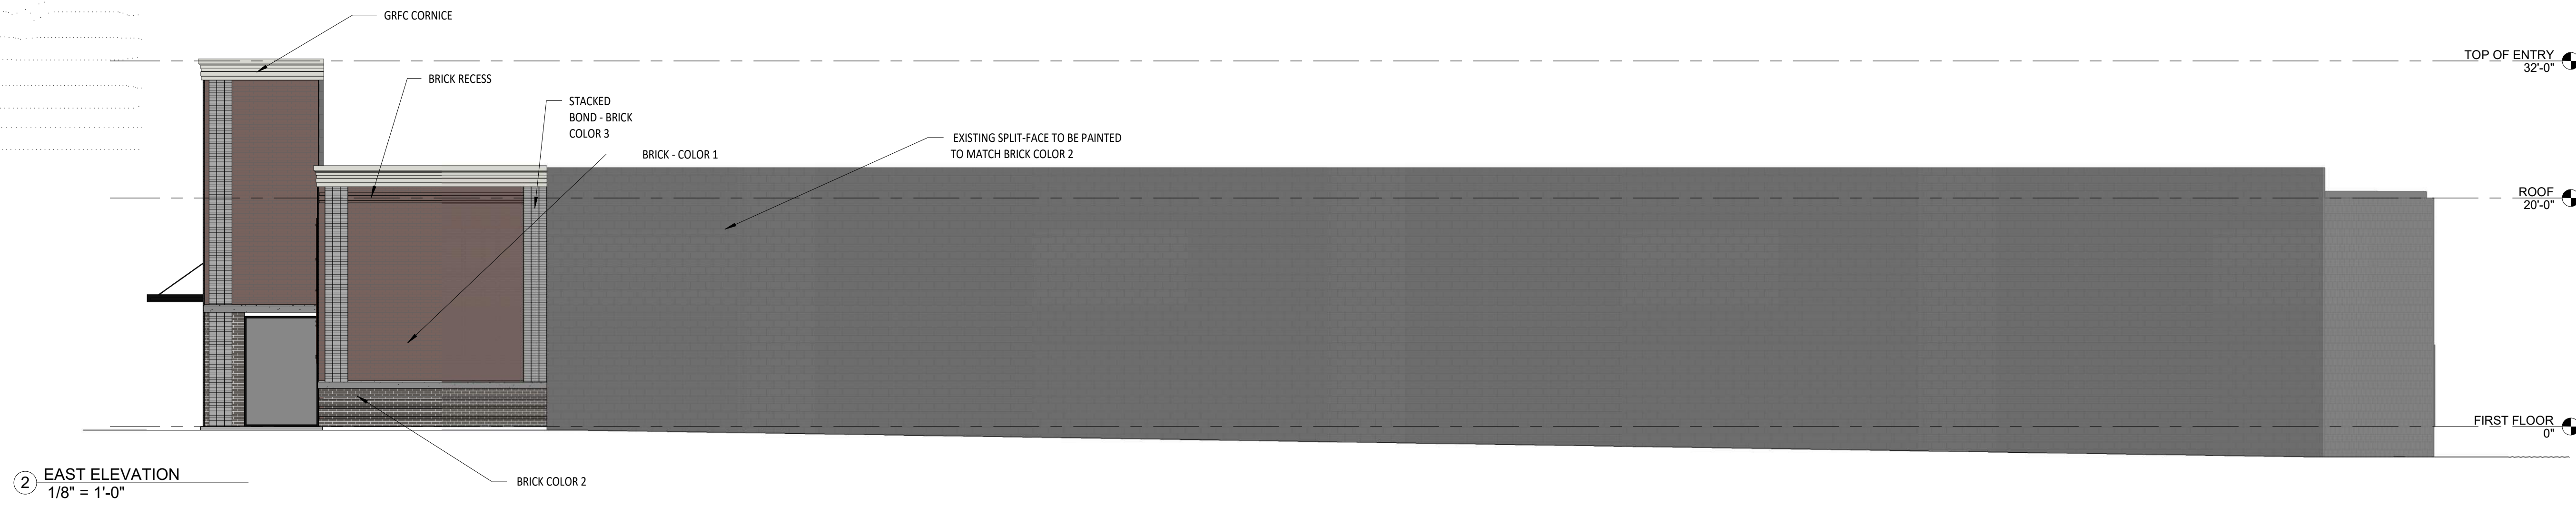 GRFC CORNICE
TOP OF ENTRY
32'-0"
BRICK RECESS
STACKED
BOND - BRICK
COLOR 3
EXISTING SPLIT-FACE TO BE PAINTED
TO MATCH BRICK COLOR 2
BRICK - COLOR 1
ROOF
20'-0"
FIRST FLOOR
0"
2
EAST ELEVATION
1/8" = 1'-0"
BRICK COLOR 2